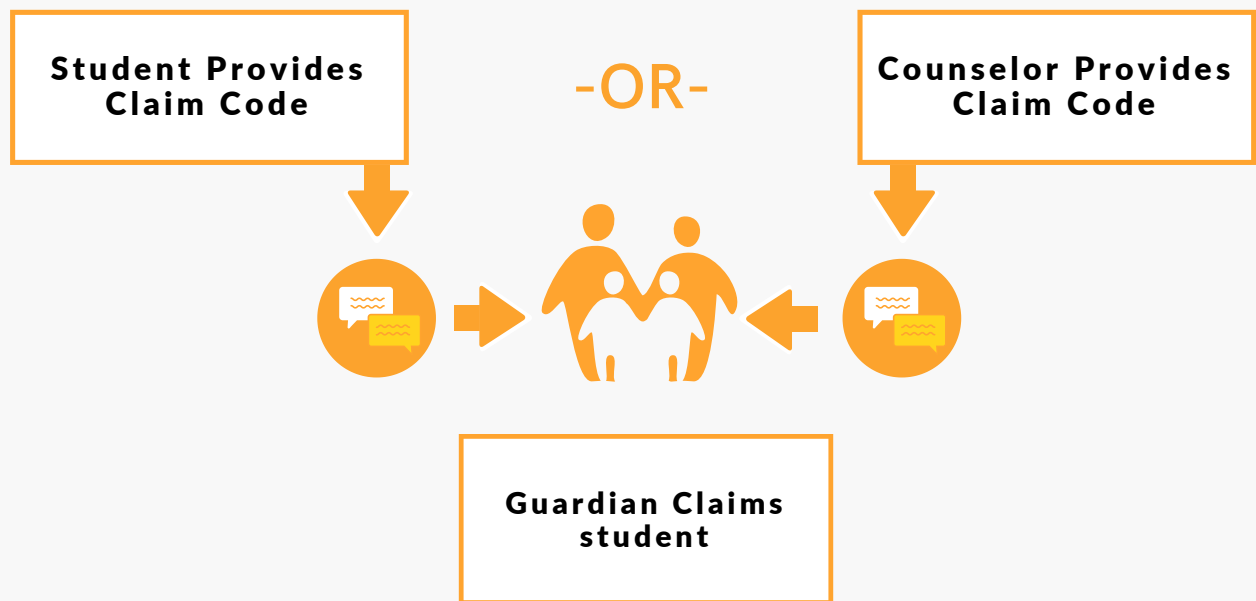 Student Provides
Claim Code
-OR-
Counselor Provides
Claim Code
Guardian Claims
student